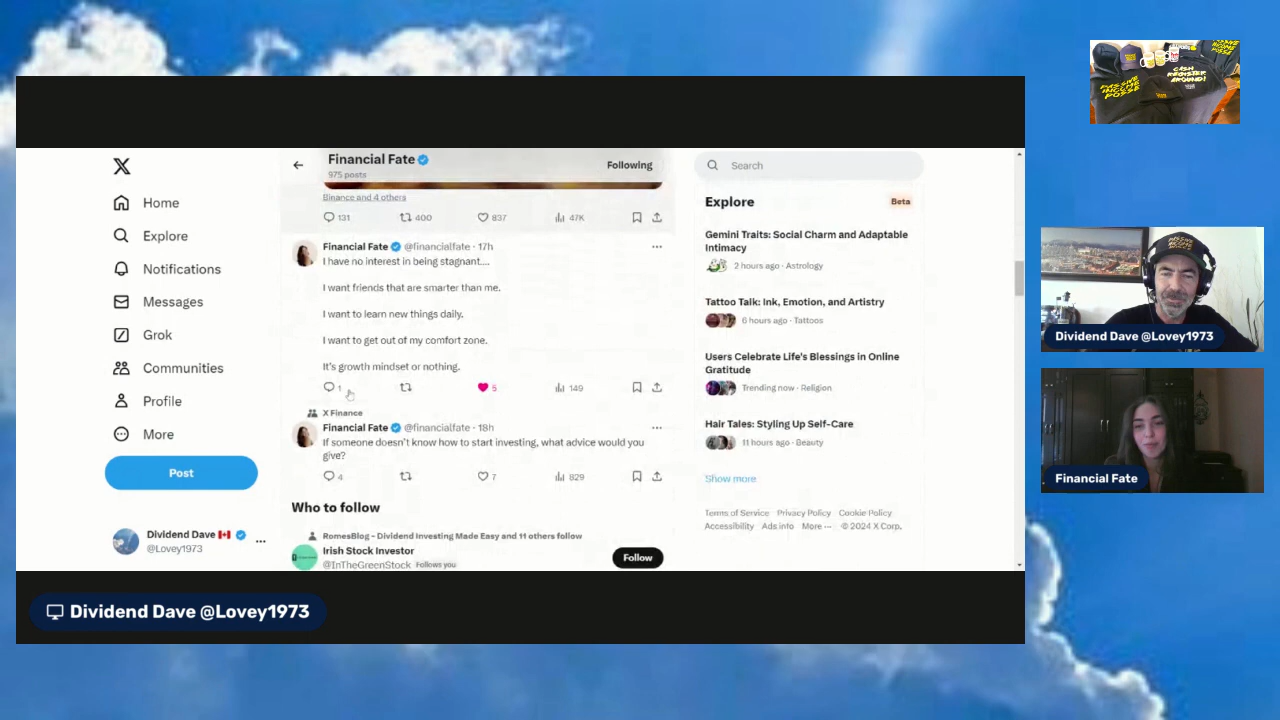 Home
Explore
Notifications
Messages
Grok
Communities
Profile
More
Post
Dividend Dave
@Lovey1973
Financial Fate
975 posts
Following
Binance and 4 others
131 400 837 47K
Financial Fate @financialfate · 17h
I have no interest in being stagnant....
I want friends that are smarter than me.
I want to learn new things daily.
I want to get out of my comfort zone.
It's growth mindset or nothing.
1 5 149
X Finance
Financial Fate @financialfate · 18h
If someone doesn't know how to start investing, what advice would you
give?
4 7 829
Who to follow
RomesBlog - Dividend Investing Made Easy and 11 others follow
Irish Stock Investor
@InTheGreenStock Follows you
Follow
Search
Explore
Beta
Gemini Traits: Social Charm and Adaptable
Intimacy
2 hours ago · Astrology
Tattoo Talk: Ink, Emotion, and Artistry
6 hours ago · Tattoos
Users Celebrate Life's Blessings in Online
Gratitude
Trending now · Religion
Hair Tales: Styling Up Self-Care
11 hours ago · Beauty
Show more
Terms of Service Privacy Policy Cookie Policy
Accessibility Ads info More ··· © 2024 X Corp.
Dividend Dave @Lovey1973
PASSIVE
INCOME
POSSE
CASH
REGISTER
AROUND!
PASSIVE
INCOME
POSSE
Dividend Dave @Lovey1973
Financial Fate